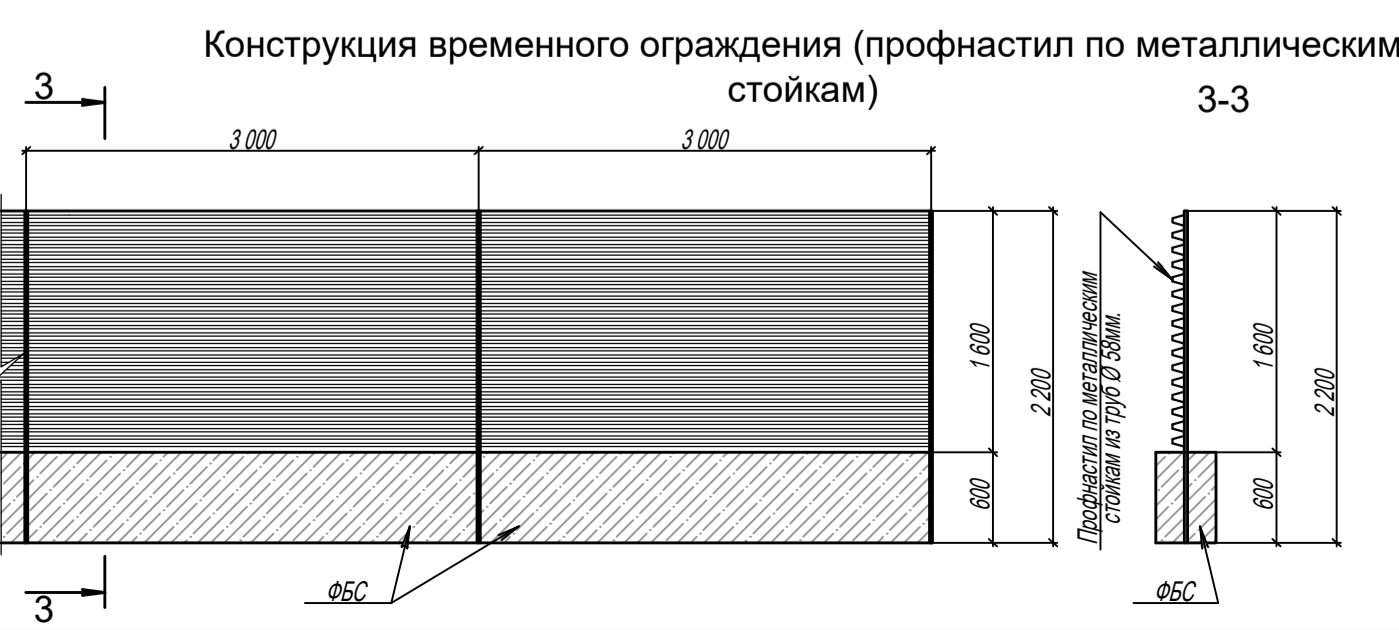 Конструкция временного ограждения (профнастил по металлическим
стойкам)
3
3-3
3 000
3 000
1 600
2 200
600
Профнастил по металлическим
стойкам из труб Ø 58мм.
1 600
2 200
600
ФБС
ФБС
3